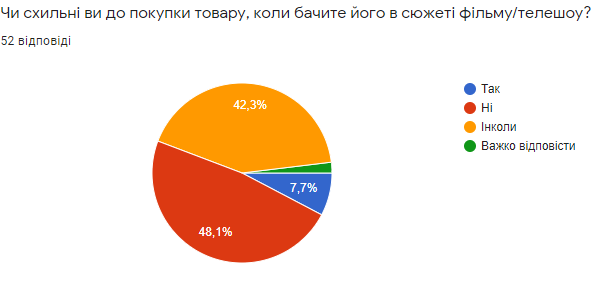 Чи схильні ви до покупки товару, коли бачите його в сюжеті фільму/телешоу?
52 відповіді
42,3%
7,7%
48,1%
Так
Ні
Інколи
Важко відповісти